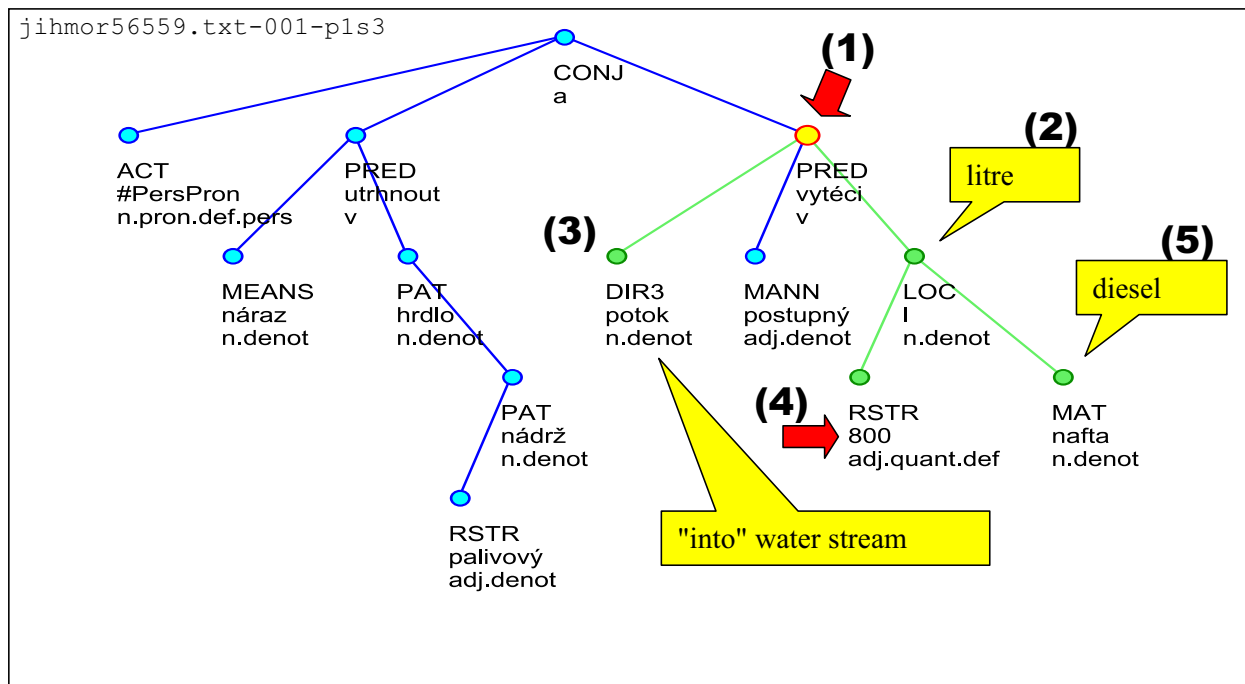 jihmor56559.txt-001-p1s3
CONJ
a
(1)
(2)
litre
ACT
#PersPron
n.pron.def.pers
PRED
utrhnout
v
PRED
vytéci
v
(3)
(5)
diesel
MEANS
náraz
n.denot
PAT
hrdlo
n.denot
DIR3
potok
n.denot
MANN
postupný
adj.denot
LOC
l
n.denot
(4)
PAT
nádrž
n.denot
RSTR
800
adj.quant.def
MAT
nafta
n.denot
RSTR
palivový
adj.denot
"into" water stream